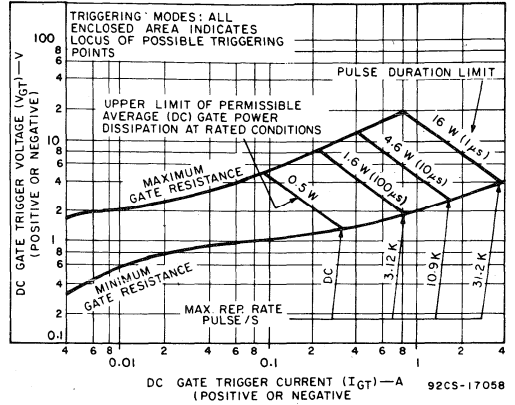 TRIGGERING MODES: ALL
ENCLOSED AREA INDICATES
LOCUS OF POSSIBLE TRIGGERING
POINTS
PULSE DURATION LIMIT
UPPER LIMIT OF PERMISSIBLE
AVERAGE (DC) GATE POWER
DISSIPATION AT RATED CONDITIONS
16 W (1μs)
4.6 W (10μs)
1.6 W (100μs)
0.5 W
MAXIMUM
GATE RESISTANCE
MINIMUM
GATE RESISTANCE
DC
3.12 K
10.9 K
31.2 K
MAX. REP. RATE
PULSE/S
DC GATE TRIGGER VOLTAGE (VGT)—V
(POSITIVE OR NEGATIVE)
100
8
6
4
2
10
8
6
4
2
1
8
6
4
2
0.1
4 6 8 0.01 2 4 6 8 0.1 2 4 6 8 1 2 4
DC GATE TRIGGER CURRENT (IGT)—A
(POSITIVE OR NEGATIVE
92CS-17058